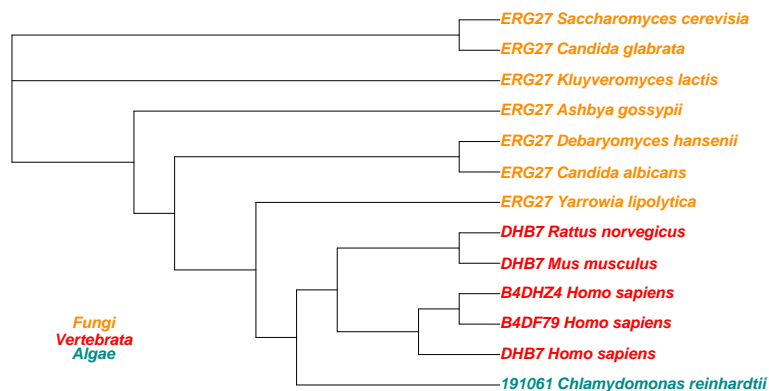 ERG27 Saccharomyces cerevisia
ERG27 Candida glabrata
ERG27 Kluyveromyces lactis
ERG27 Ashbya gossypii
ERG27 Debaryomyces hansenii
ERG27 Candida albicans
ERG27 Yarrowia lipolytica
DHB7 Rattus norvegicus
DHB7 Mus musculus
B4DHZ4 Homo sapiens
B4DF79 Homo sapiens
DHB7 Homo sapiens
191061 Chlamydomonas reinhardtii
Fungi
Vertebrata
Algae